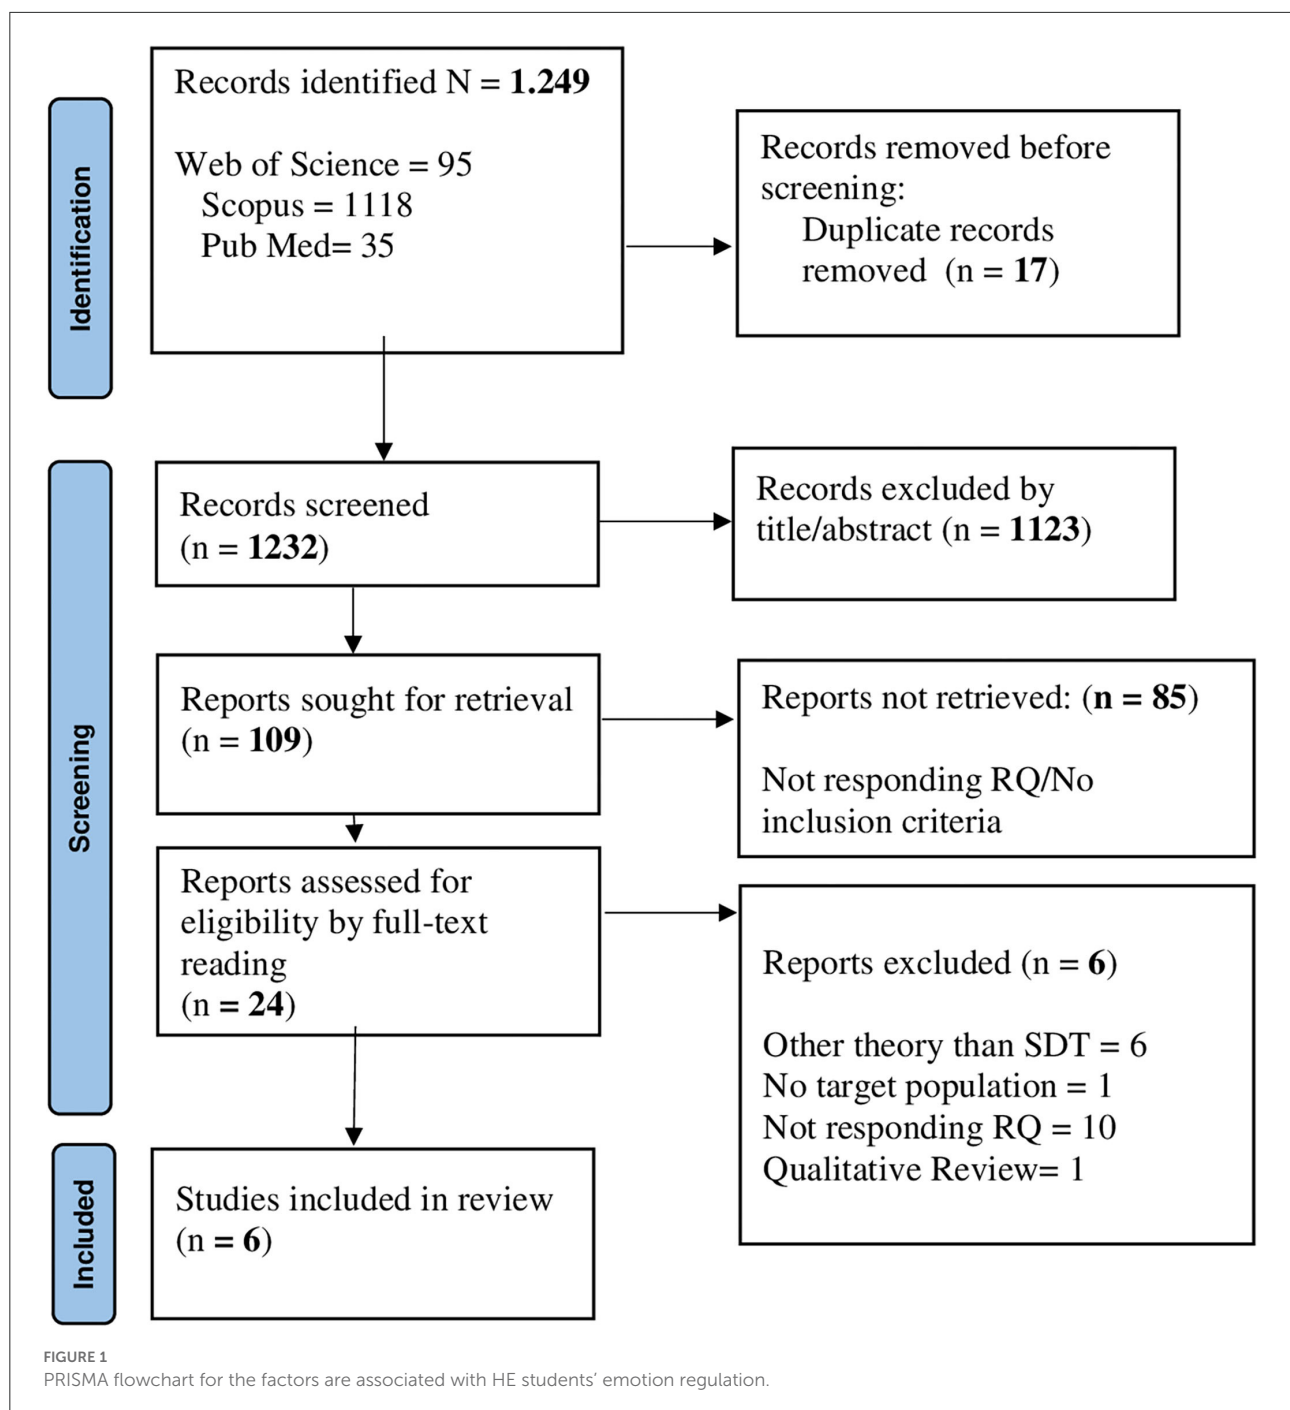 Identification
Records identified N = 1.249
Web of Science = 95
Scopus = 1118
Pub Med= 35
Records removed before
screening:
Duplicate records
removed (n = 17)
Screening
Records screened
(n = 1232)
Records excluded by
title/abstract (n = 1123)
Reports sought for retrieval
(n = 109)
Reports not retrieved: (n = 85)
Not responding RQ/No
inclusion criteria
Reports assessed for
eligibility by full-text
reading
(n = 24)
Reports excluded (n = 6)
Other theory than SDT = 6
No target population = 1
Not responding RQ = 10
Qualitative Review= 1
Included
Studies included in review
(n = 6)
FIGURE 1
PRISMA flowchart for the factors are associated with HE students' emotion regulation.